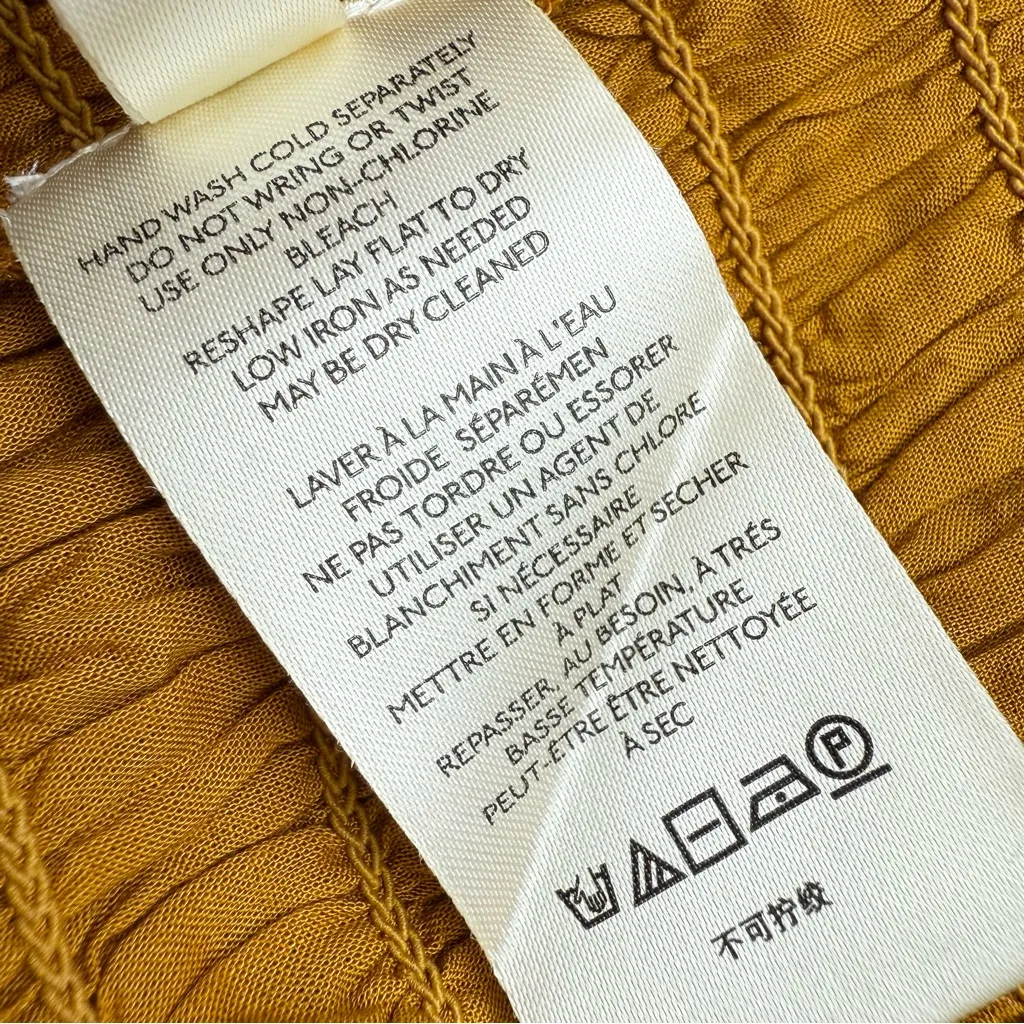 HAND WASH COLD SEPARATELY
DO NOT WRING OR TWIST
USE ONLY NON-CHLORINE
BLEACH
RESHAPE LAY FLAT TO DRY
LOW IRON AS NEEDED
MAY BE DRY CLEANED
LAVER À LA MAIN À L'EAU
FROIDE SÉPARÉMEN
NE PAS TORDRE OU ESSORER
UTILISER UN AGENT DE
BLANCHIMENT SANS CHLORE
SI NÉCESSAIRE
METTRE EN FORME ET SÉCHER
À PLAT
REPASSER, AU BESOIN, À TRÉS
BASSE TEMPÉRATURE
PEUT-ÊTRE ÊTRE NETTOYÉE
À SEC
P
不可拧绞